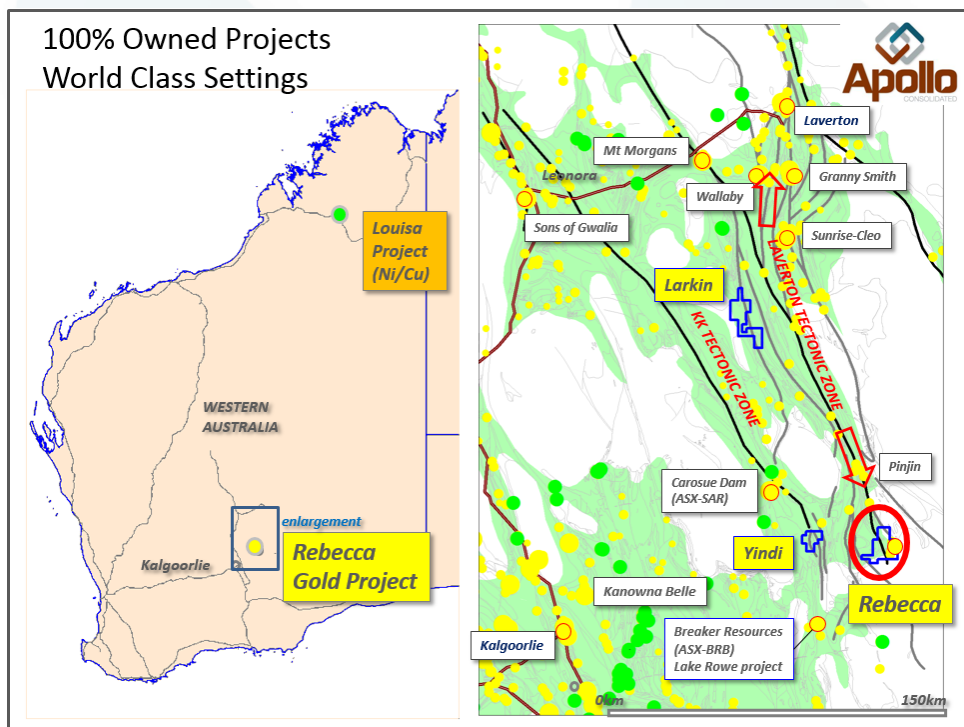 100% Owned Projects
World Class Settings
Louisa
Project
(Ni/Cu)
WESTERN
AUSTRALIA
enlargement
Kalgoorlie
Rebecca
Gold Project
Apollo
CONSOLIDATED
Laverton
Mt Morgans
Leonora
Granny Smith
Wallaby
Sons of Gwalia
Sunrise-Cleo
Larkin
LAVERTON TECTONIC ZONE
KK TECTONIC ZONE
Pinjin
Carosue Dam
(ASX-SAR)
Yindi
Rebecca
Kanowna Belle
Breaker Resources
(ASX-BRB)
Lake Rowe project
Kalgoorlie
0km
150km